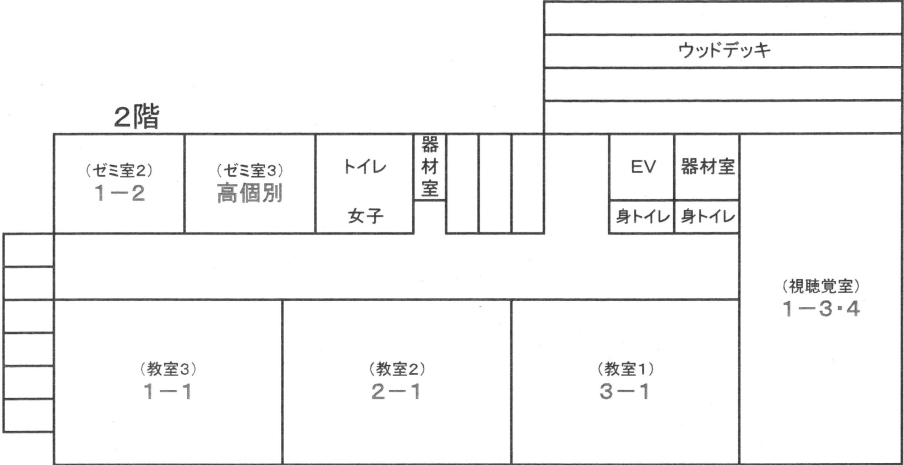 ウッドデッキ
2階
(ゼミ室2)
1-2
(ゼミ室3)
高個別
トイレ
女子
器材室
EV
器材室
身トイレ
身トイレ
(視聴覚室)
1-3・4
(教室3)
1-1
(教室2)
2-1
(教室1)
3-1